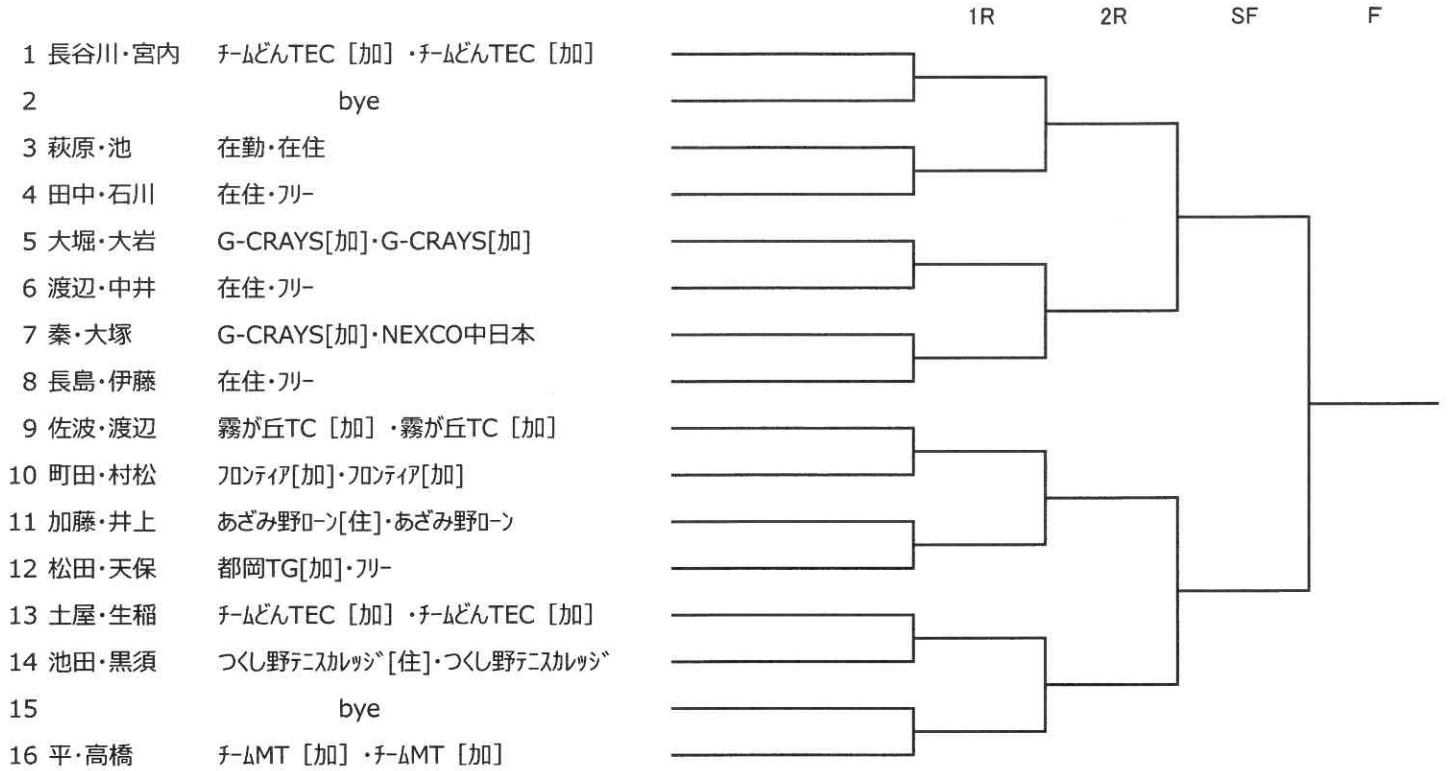 1R 2R SF F
1 長谷川・宮内 ﾁｰﾑどんTEC［加］・ﾁｰﾑどんTEC［加］
2 bye
3 萩原・池 在勤・在住
4 田中・石川 在住・ﾌﾘｰ
5 大堀・大岩 G-CRAYS[加]・G-CRAYS[加]
6 渡辺・中井 在住・ﾌﾘｰ
7 秦・大塚 G-CRAYS[加]・NEXCO中日本
8 長島・伊藤 在住・ﾌﾘｰ
9 佐波・渡辺 霧が丘TC［加］・霧が丘TC［加］
10 町田・村松 ﾌﾛﾝﾃｨｱ[加]・ﾌﾛﾝﾃｨｱ[加]
11 加藤・井上 あざみ野ﾛｰﾝ[住]・あざみ野ﾛｰﾝ
12 松田・天保 都岡TG[加]・ﾌﾘｰ
13 土屋・生稲 ﾁｰﾑどんTEC［加］・ﾁｰﾑどんTEC［加］
14 池田・黒須 つくし野ﾃﾆｽｶﾚｯｼﾞ[住]・つくし野ﾃﾆｽｶﾚｯｼﾞ
15 bye
16 平・高橋 ﾁｰﾑMT［加］・ﾁｰﾑMT［加］